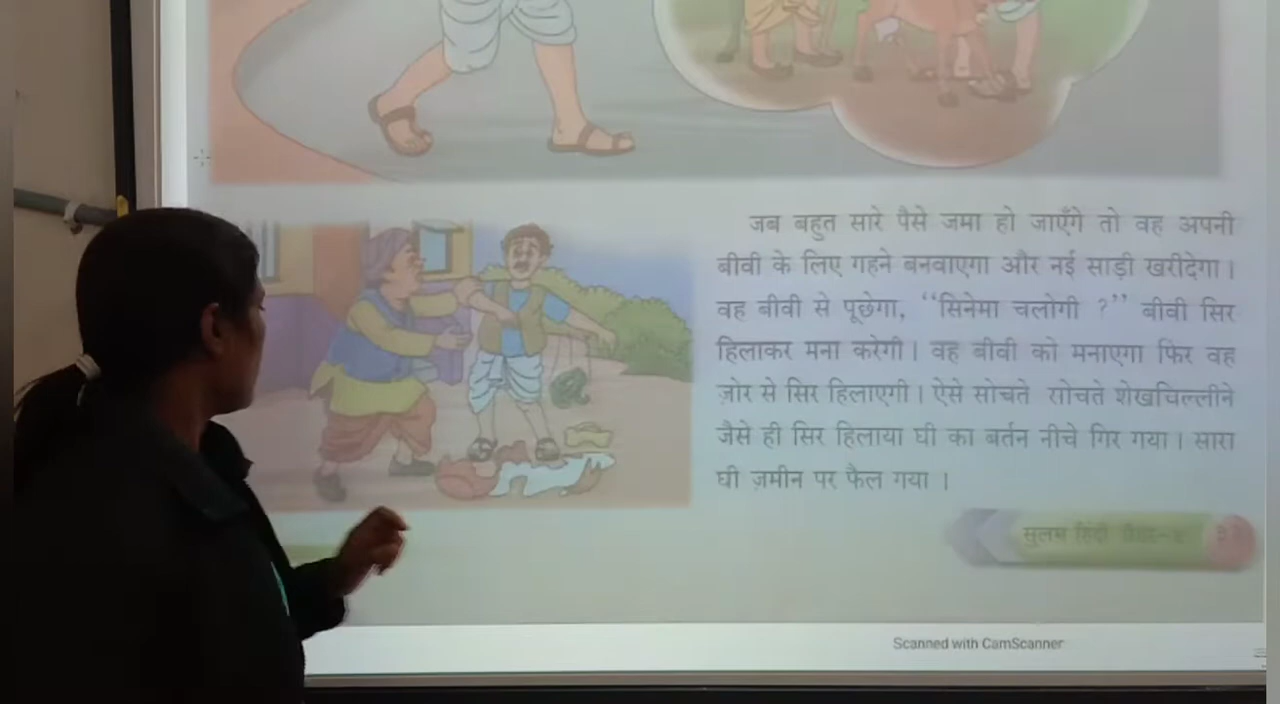 जब बहुत सारे पैसे जमा हो जाएँगे तो वह अपनी
बीवी के लिए गहने बनवाएगा और नई साड़ी खरीदेगा।
वह बीवी से पूछेगा, ‘‘सिनेमा चलोगी ?’’ बीवी सिर
हिलाकर मना करेगी। वह बीवी को मनाएगा फिर वह
ज़ोर से सिर हिलाएगी। ऐसे सोचते सोचते शेखचिल्लीने
जैसे ही सिर हिलाया घी का बर्तन नीचे गिर गया। सारा
घी ज़मीन पर फैल गया ।
सुलभ हिंदी
Scanned with CamScanner